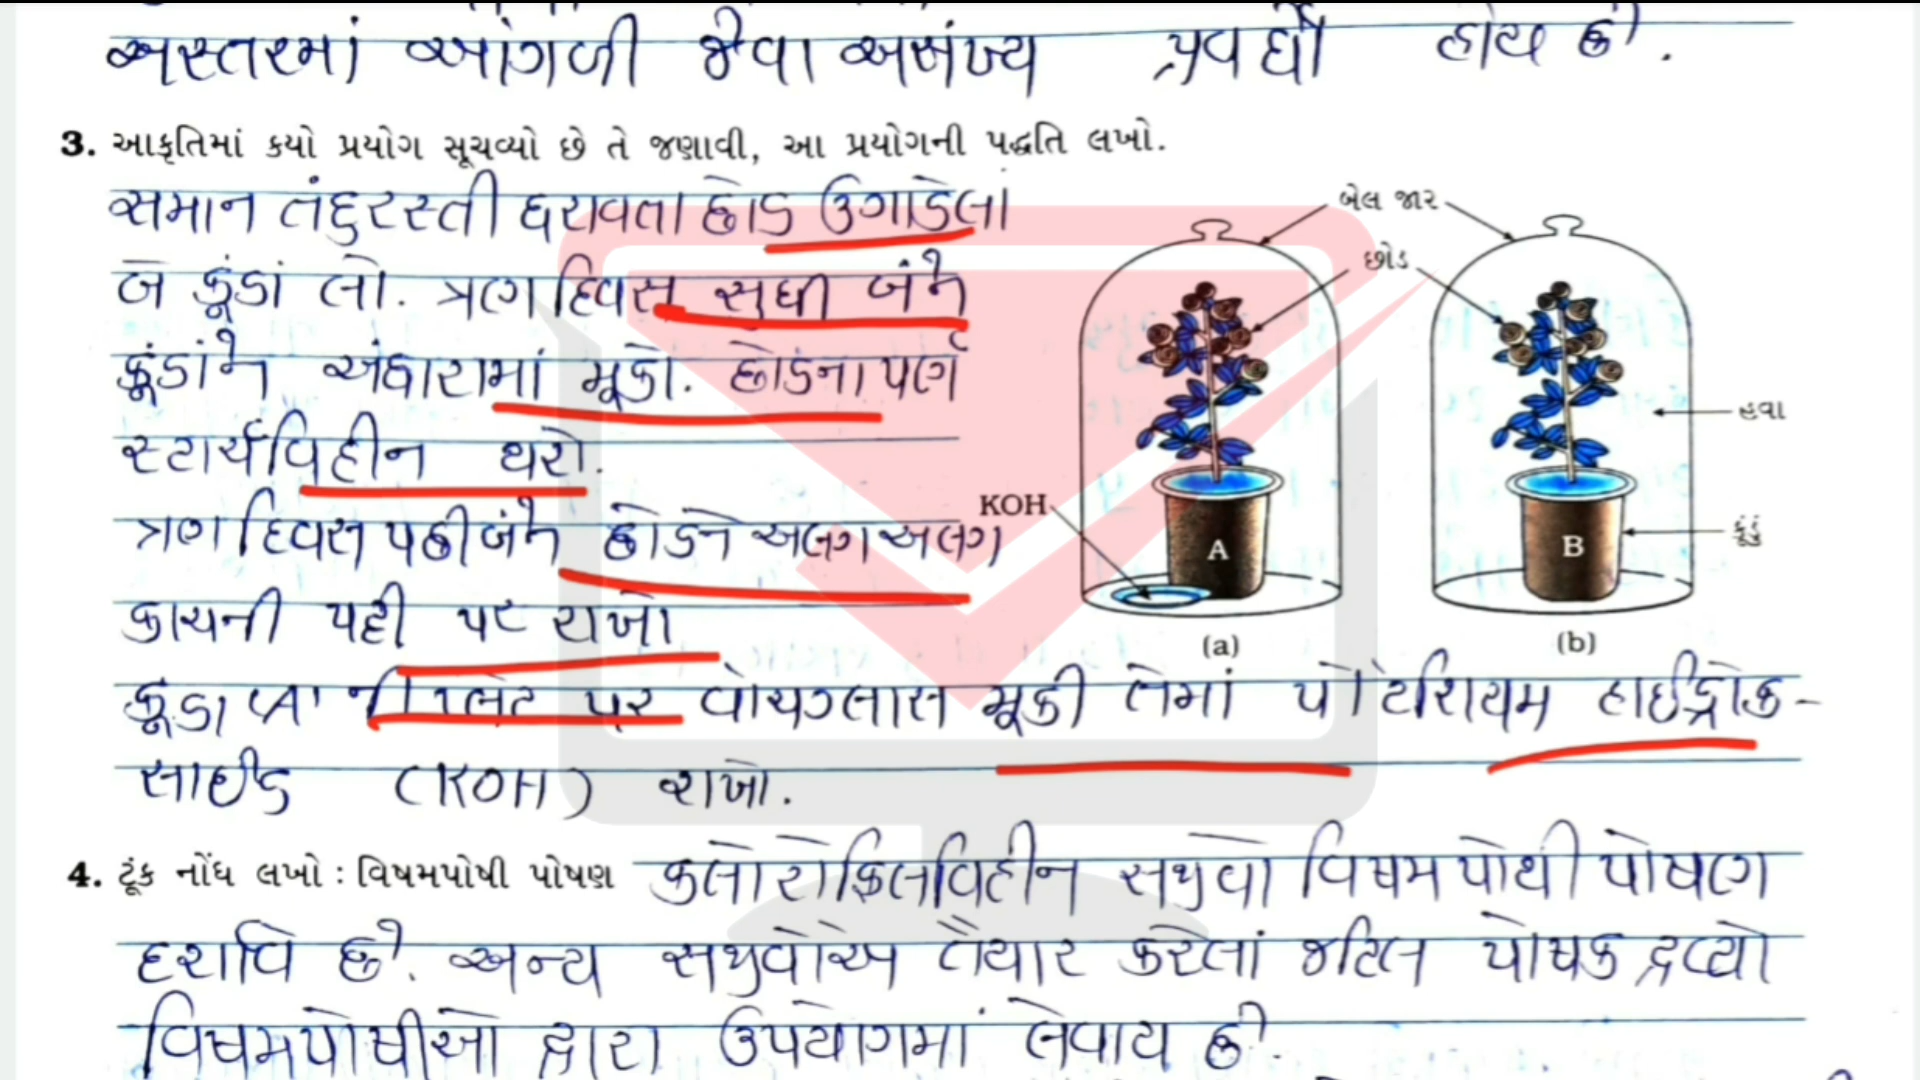 અસ્તરમાં આંગળી જેવા અસંખ્ય પ્રવર્ધો હોય છે.
3. આકૃતિમાં કયો પ્રયોગ સૂચવ્યો છે તે જણાવી, આ પ્રયોગની પદ્ધતિ લખો.
સમાન તંદુરસ્તી ધરાવતા છોડ ઉગાડેલાં
બે કૂંડાં લો. ત્રણ દિવસ સુધી બંને
કૂંડાંને અંધારામાં મૂકો. છોડના પર્ણ
સ્ટાર્ચવિહીન થશે.
ત્રણ દિવસ પછી બંને છોડને અલગ અલગ
કાચની પટ્ટી પર રાખો
કૂંડા 'A' ની પ્લેટ પર વોચગ્લાસ મૂકી તેમાં પોટેશિયમ હાઈડ્રોક-
સાઈડ (KOH) રાખો.
બેલ જાર
છોડ
હવા
KOH
કૂંડું
A
B
(a)
(b)
4. ટૂંક નોંધ લખો : વિષમપોષી પોષણ ક્લોરોફિલવિહીન સજીવો વિષમપોષી પોષણ
દર્શાવે છે. અન્ય સજીવોએ તૈયાર કરેલાં જટિલ પોષક દ્રવ્યો
વિષમપોષીઓ દ્વારા ઉપયોગમાં લેવાય છે.